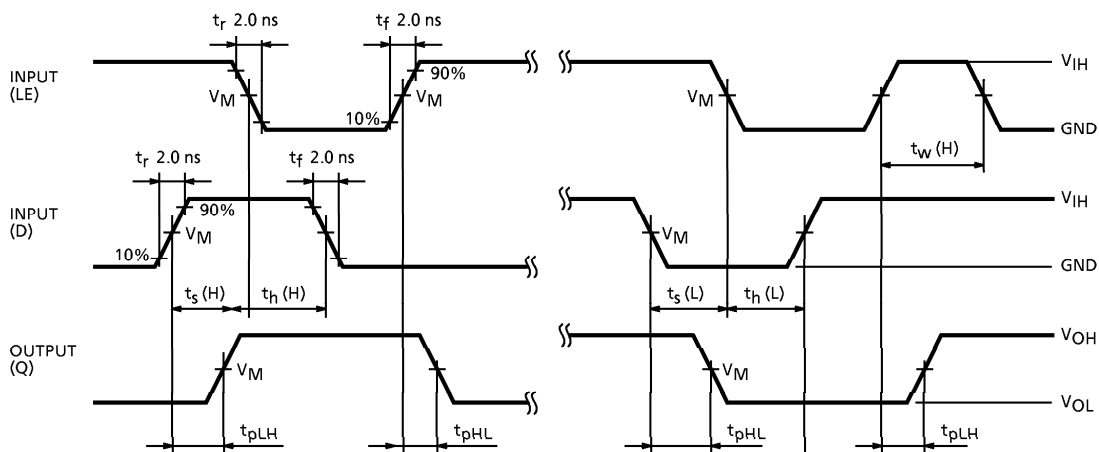 tr 2.0 ns
tf 2.0 ns
INPUT
(LE)
VM
10%
90%
VM
VM
VIH
GND
tw (H)
tr 2.0 ns
tf 2.0 ns
INPUT
(D)
10%
90%
VM
VM
VIH
GND
ts (H)
th (H)
ts (L)
th (L)
OUTPUT
(Q)
VM
VM
VOH
VOL
tpLH
tpHL
tpHL
tpLH